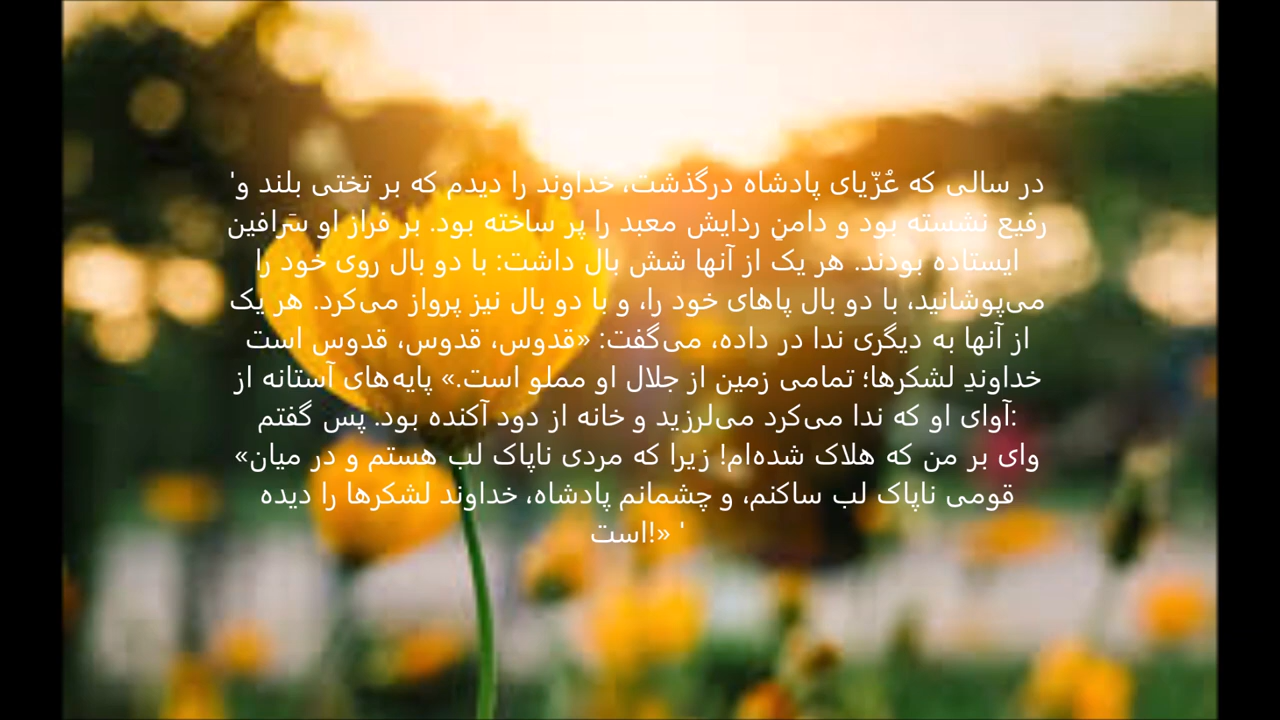 در سالی که عُزّیای پادشاه درگذشت، خداوند را دیدم که بر تختی بلند و'
رفیع نشسته بود و دامنِ ردایش معبد را پر ساخته بود. بر فراز او سَرافین
ایستاده بودند. هر یک از آنها شش بال داشت: با دو بال روی خود را
می‌پوشانید، با دو بال پاهای خود را، و با دو بال نیز پرواز می‌کرد. هر یک
از آنها به دیگری ندا در داده، می‌گفت: «قدوس، قدوس، قدوس است
خداوندِ لشکرها؛ تمامی زمین از جلال او مملو است.» پایه‌های آستانه از
آوای او که ندا می‌کرد می‌لرزید و خانه از دود آکنده بود. پس گفتم:
وای بر من که هلاک شده‌ام! زیرا که مردی ناپاک لب هستم و در میان»
قومی ناپاک لب ساکنم، و چشمانم پادشاه، خداوند لشکرها را دیده
است!» '